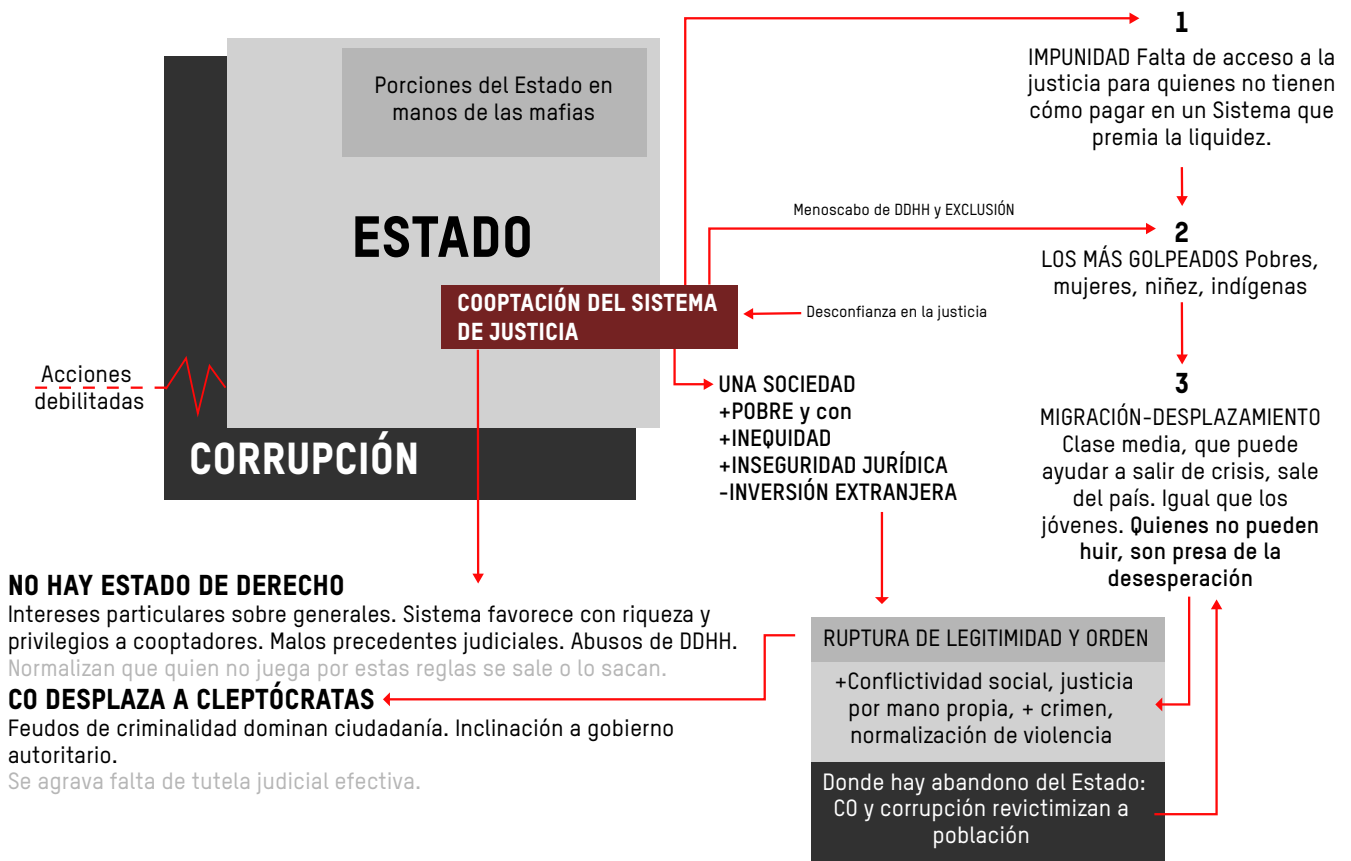 Porciones del Estado en
manos de las mafias
ESTADO
COOPTACIÓN DEL SISTEMA
DE JUSTICIA
Acciones
debilitadas
CORRUPCIÓN
1
IMPUNIDAD Falta de acceso a la
justicia para quienes no tienen
cómo pagar en un Sistema que
premia la liquidez.
Menoscabo de DDHH y EXCLUSIÓN
2
LOS MÁS GOLPEADOS Pobres,
mujeres, niñez, indígenas
Desconfianza en la justicia
3
MIGRACIÓN-DESPLAZAMIENTO
Clase media, que puede
ayudar a salir de crisis, sale
del país. Igual que los
jóvenes. Quienes no pueden
huir, son presa de la
desesperación
UNA SOCIEDAD
+POBRE y con
+INEQUIDAD
+INSEGURIDAD JURÍDICA
-INVERSIÓN EXTRANJERA
NO HAY ESTADO DE DERECHO
Intereses particulares sobre generales. Sistema favorece con riqueza y
privilegios a cooptadores. Malos precedentes judiciales. Abusos de DDHH.
Normalizan que quien no juega por estas reglas se sale o lo sacan.
CO DESPLAZA A CLEPTÓCRATAS
Feudos de criminalidad dominan ciudadanía. Inclinación a gobierno
autoritario.
Se agrava falta de tutela judicial efectiva.
RUPTURA DE LEGITIMIDAD Y ORDEN
+Conflictividad social, justicia
por mano propia, + crimen,
normalización de violencia
Donde hay abandono del Estado:
CO y corrupción revictimizan a
población